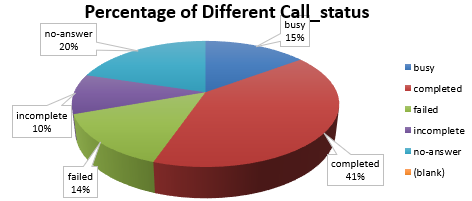 Percentage of Different Call_status
busy
15%
completed
41%
failed
14%
incomplete
10%
no-answer
20%
busy
completed
failed
incomplete
no-answer
(blank)